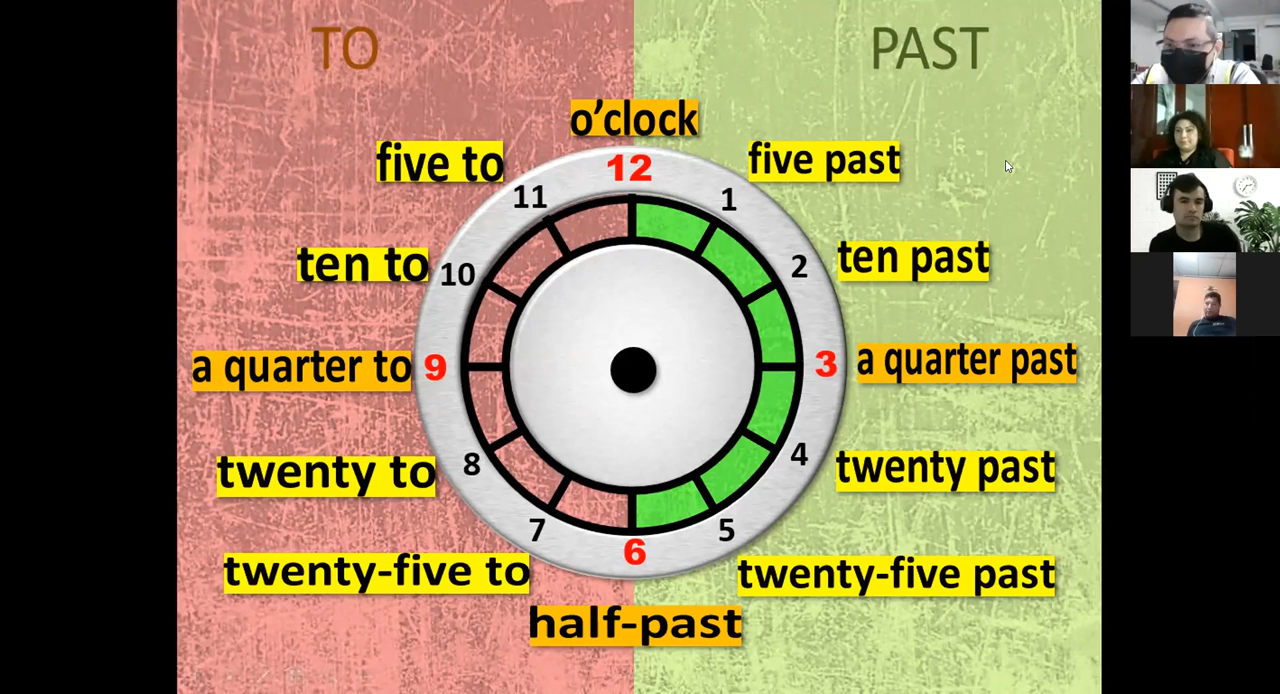 TO
PAST
o’clock
five to
12
five past
11
1
ten to
10
2
ten past
a quarter to
9
3
a quarter past
twenty to
8
4
twenty past
7
5
twenty-five to
6
twenty-five past
half-past